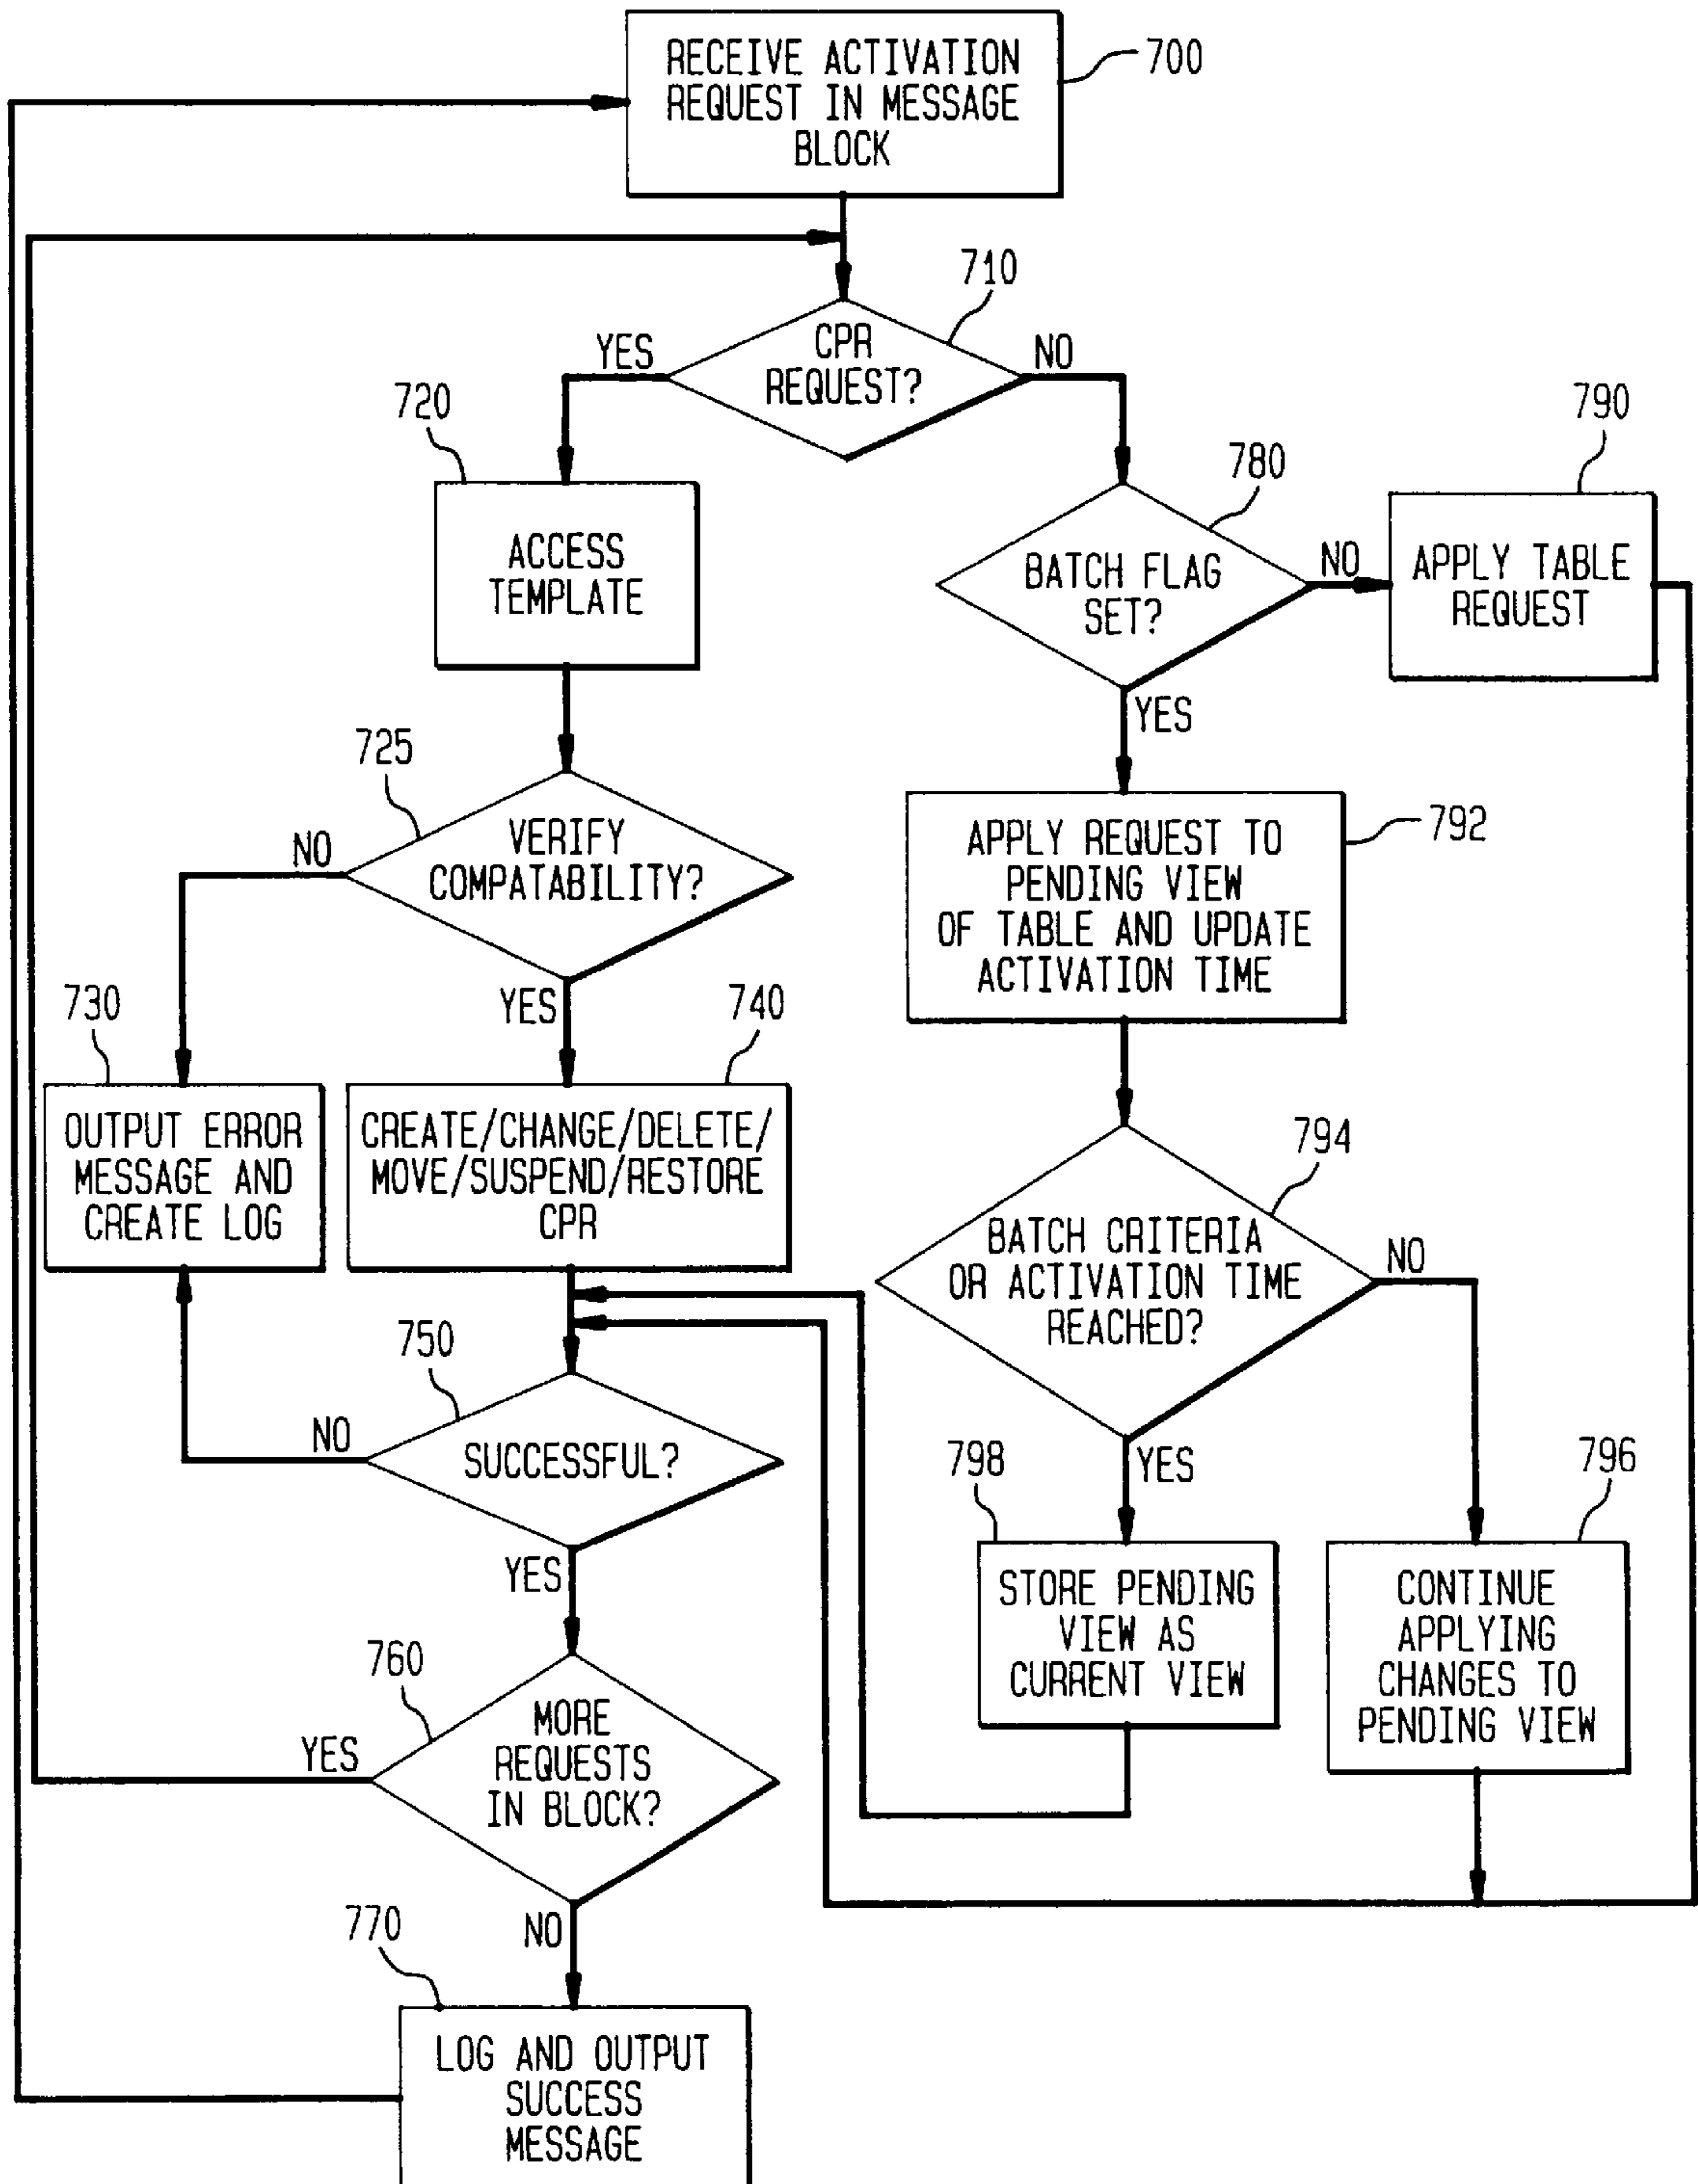 RECEIVE ACTIVATION
REQUEST IN MESSAGE
BLOCK
700
710
CPR
REQUEST?
YES
NO
720
ACCESS
TEMPLATE
780
BATCH FLAG
SET?
NO
YES
790
APPLY TABLE
REQUEST
725
VERIFY
COMPATABILITY?
NO
YES
792
APPLY REQUEST TO
PENDING VIEW
OF TABLE AND UPDATE
ACTIVATION TIME
730
OUTPUT ERROR
MESSAGE AND
CREATE LOG
740
CREATE/CHANGE/DELETE/
MOVE/SUSPEND/RESTORE
CPR
794
BATCH CRITERIA
OR ACTIVATION TIME
REACHED?
NO
YES
750
SUCCESSFUL?
NO
YES
798
STORE PENDING
VIEW AS
CURRENT VIEW
796
CONTINUE
APPLYING
CHANGES TO
PENDING VIEW
760
MORE
REQUESTS
IN BLOCK?
YES
NO
770
LOG AND OUTPUT
SUCCESS
MESSAGE